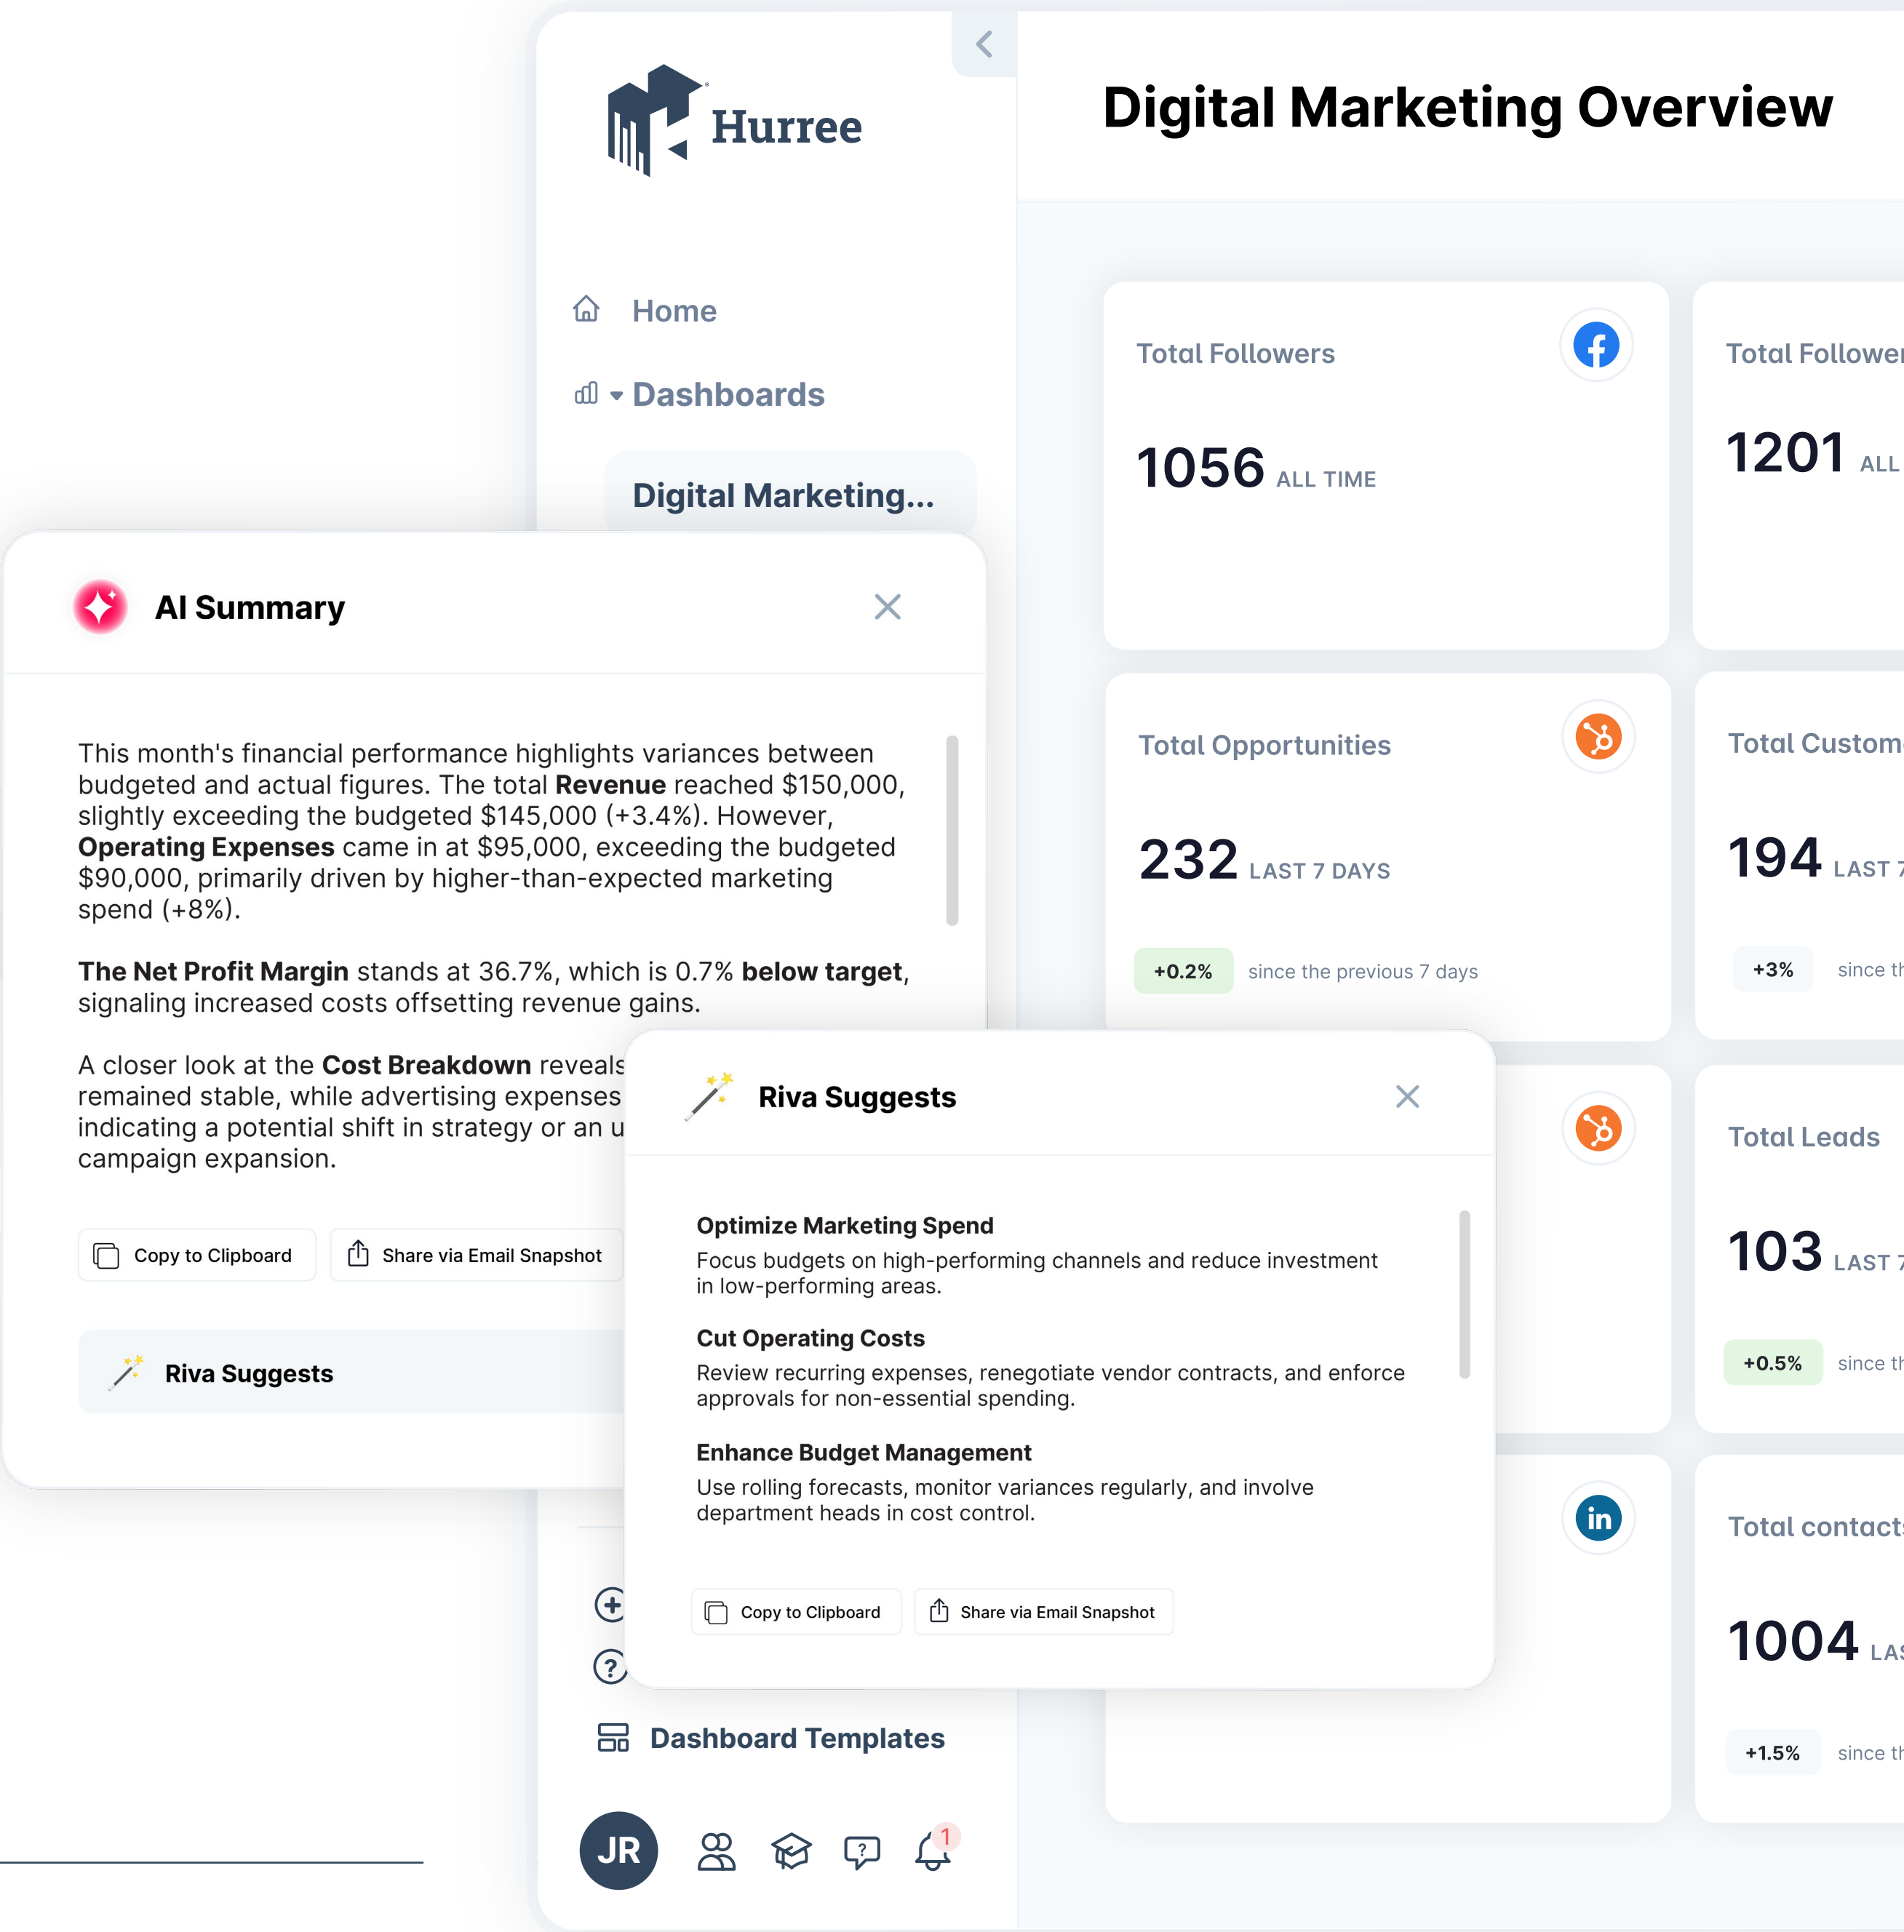 Hurree
Digital Marketing Overview
Home
Dashboards
Digital Marketing...
Total Followers
1056 ALL TIME
1201 ALL
Total Opportunities
232 LAST 7 DAYS
+0.2% since the previous 7 days
194 LAST
+3% since
Total Leads
103 LAST
+0.5% since
Total contacts
1004
+1.5% since
AI Summary
This month's financial performance highlights variances between
budgeted and actual figures. The total Revenue reached $150,000,
slightly exceeding the budgeted $145,000 (+3.4%). However,
Operating Expenses came in at $95,000, exceeding the budgeted
$90,000, primarily driven by higher-than-expected marketing
spend (+8%).
The Net Profit Margin stands at 36.7%, which is 0.7% below target,
signaling increased costs offsetting revenue gains.
A closer look at the Cost Breakdown reveals
remained stable, while advertising expenses
indicating a potential shift in strategy or an
campaign expansion.
Copy to Clipboard
Share via Email Snapshot
Riva Suggests
Riva Suggests
Optimize Marketing Spend
Focus budgets on high-performing channels and reduce investment
in low-performing areas.
Cut Operating Costs
Review recurring expenses, renegotiate vendor contracts, and enforce
approvals for non-essential spending.
Enhance Budget Management
Use rolling forecasts, monitor variances regularly, and involve
department heads in cost control.
Copy to Clipboard
Share via Email Snapshot
in
Dashboard Templates
JR
1